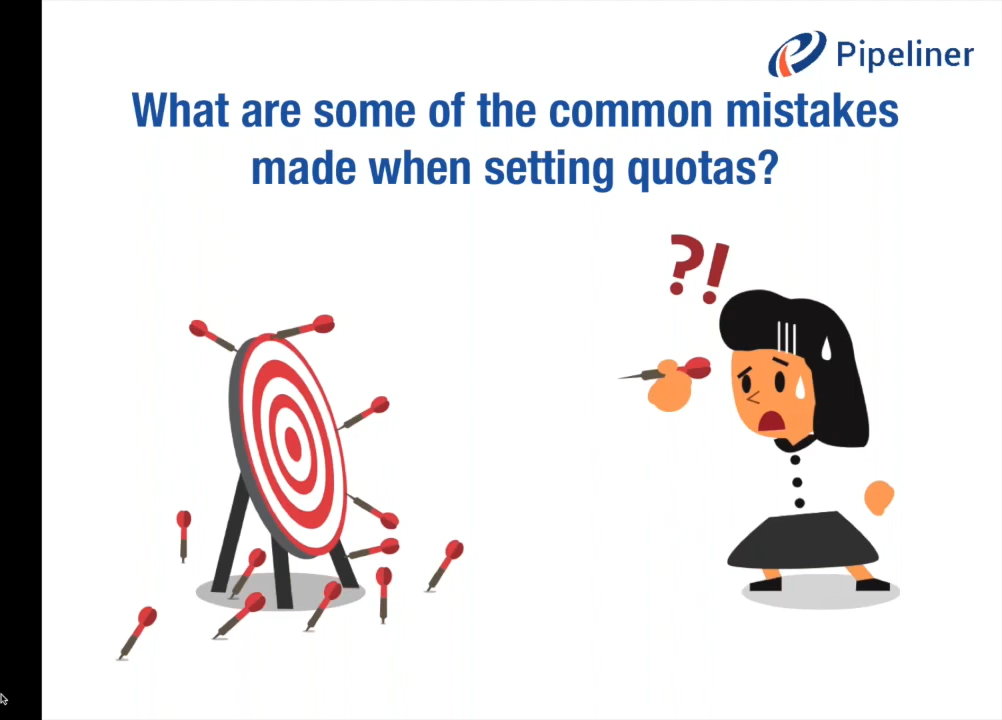 Pipeliner
What are some of the common mistakes
made when setting quotas?
?!